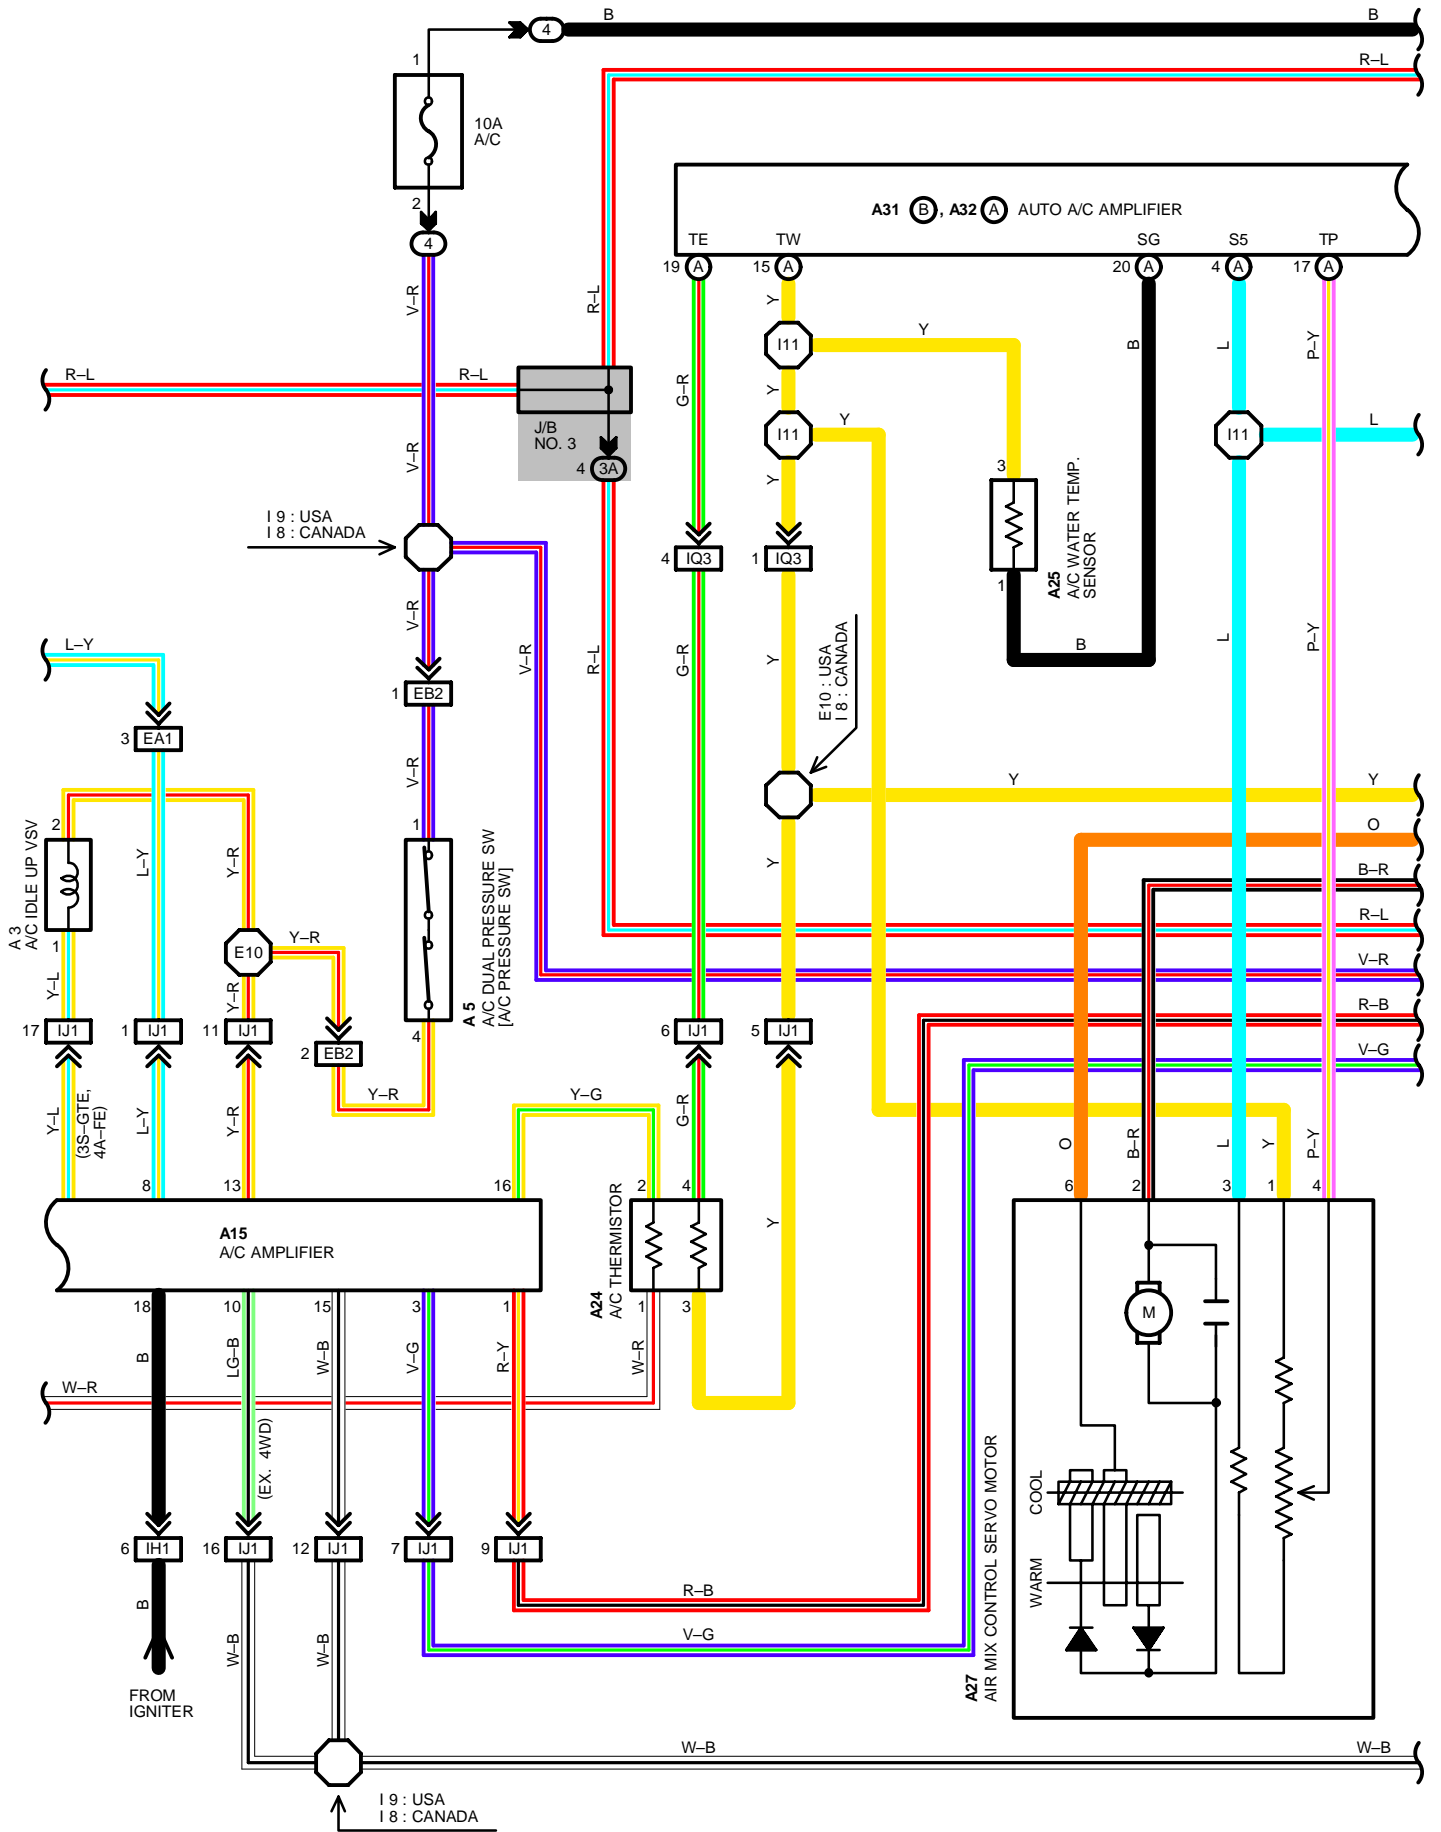 B
B
4
R–L
1
10A
A/C
2
4
A31 B , A32 A AUTO A/C AMPLIFIER
TE
TW
SG
S5
TP
19 A
15 A
20 A
4 A
17 A
V–R
R–L
Y
I11
Y
B
L
P–Y
R–L
R–L
G–R
Y
J/B
NO. 3
4 3A
I11
Y
I11
L
V–R
Y
3
I 9 : USA
I 8 : CANADA
4 IQ3
1 IQ3
1
A25
A/C WATER TEMP.
SENSOR
V–R
V–R
R–L
G–R
Y
B
L
P–Y
E10 : USA
I 8 : CANADA
L–Y
1 EB2
3 EA1
V–R
Y
Y
2
A 3
A/C IDLE UP VSV
1
L–Y
Y–R
1
A 5
A/C DUAL PRESSURE SW
[A/C PRESSURE SW]
4
Y
O
B–R
R–L
V–R
R–B
V–G
E10
Y–R
Y–L
Y–R
17 IJ1
1 IJ1
11 IJ1
2 EB2
6 IJ1
5 IJ1
Y–R
Y–G
Y–L
(3S–GTE,
4A–FE)
L–Y
Y–R
G–R
O
B–R
L
Y
P–Y
8
13
16
2
4
6
2
3
1
4
A15
A/C AMPLIFIER
A24
A/C THERMISTOR
Y
18
10
15
3
1
1
3
M
B
LG–B
W–B
V–G
R–Y
W–R
W–R
(EX. 4WD)
COOL
WARM
A27
AIR MIX CONTROL SERVO MOTOR
6 IH1
16 IJ1
12 IJ1
7 IJ1
9 IJ1
R–B
B
W–B
W–B
V–G
FROM
IGNITER
W–B
W–B
I 9 : USA
I 8 : CANADA